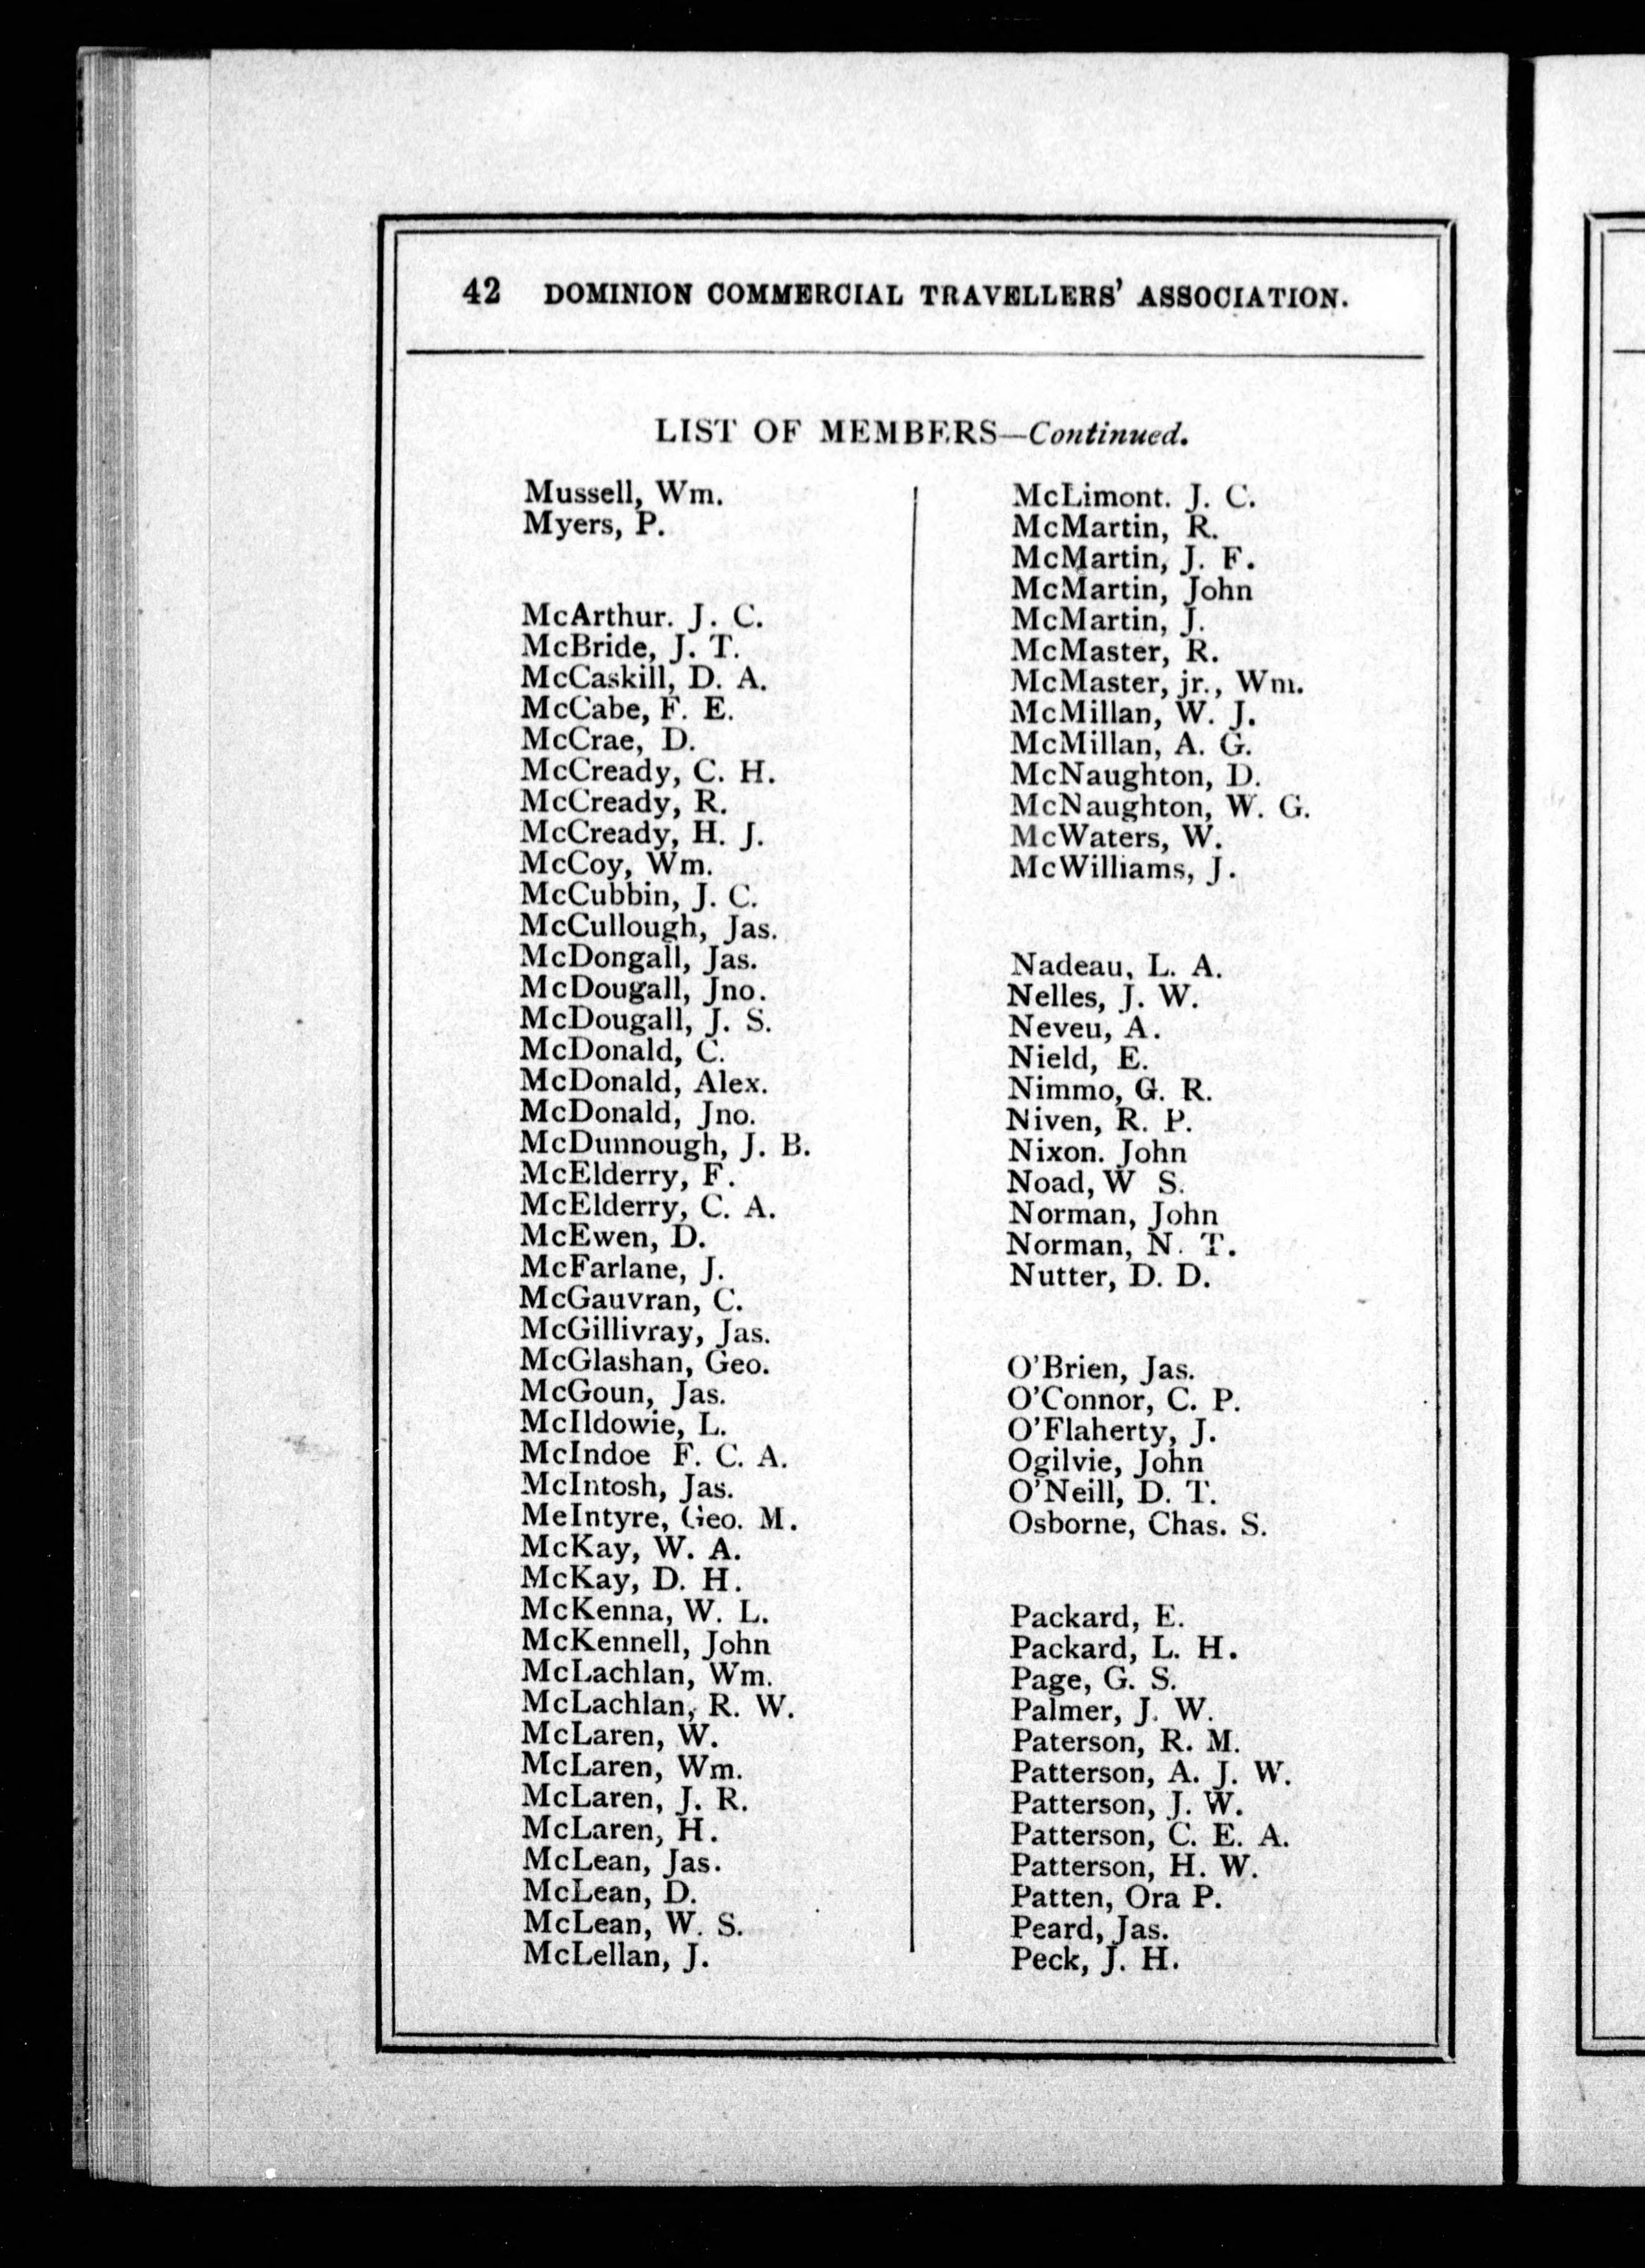 42 DOMINION COMMERCIAL TRAVELLERS' ASSOCIATION.
LIST OF MEMBERS—Continued.
Mussell, Wm.
Myers, P.
McArthur. J. C.
McBride, J. T.
McCaskill, D. A.
McCabe, F. E.
McCrae, D.
McCready, C. H.
McCready, R.
McCready, H. J.
McCoy, Wm.
McCubbin, J. C.
McCullough, Jas.
McDongall, Jas.
McDougall, Jno.
McDougall, J. S.
McDonald, C.
McDonald, Alex.
McDonald, Jno.
McDunnough, J. B.
McElderry, F.
McElderry, C. A.
McEwen, D.
McFarlane, J.
McGauvran, C.
McGillivray, Jas.
McGlashan, Geo.
McGoun, Jas.
McIldowie, L.
McIndoe F. C. A.
McIntosh, Jas.
MeIntyre, Geo. M.
McKay, W. A.
McKay, D. H.
McKenna, W. L.
McKennell, John
McLachlan, Wm.
McLachlan, R. W.
McLaren, W.
McLaren, Wm.
McLaren, J. R.
McLaren, H.
McLean, Jas.
McLean, D.
McLean, W. S.
McLellan, J.
McLimont. J. C.
McMartin, R.
McMartin, J. F.
McMartin, John
McMartin, J.
McMaster, R.
McMaster, jr., Wm.
McMillan, W. J.
McMillan, A. G.
McNaughton, D.
McNaughton, W. G.
McWaters, W.
McWilliams, J.
Nadeau, L. A.
Nelles, J. W.
Neveu, A.
Nield, E.
Nimmo, G. R.
Niven, R. P.
Nixon. John
Noad, W S.
Norman, John
Norman, N. T.
Nutter, D. D.
O'Brien, Jas.
O'Connor, C. P.
O'Flaherty, J.
Ogilvie, John
O'Neill, D. T.
Osborne, Chas. S.
Packard, E.
Packard, L. H.
Page, G. S.
Palmer, J. W.
Paterson, R. M.
Patterson, A. J. W.
Patterson, J. W.
Patterson, C. E. A.
Patterson, H. W.
Patten, Ora P.
Peard, Jas.
Peck, J. H.